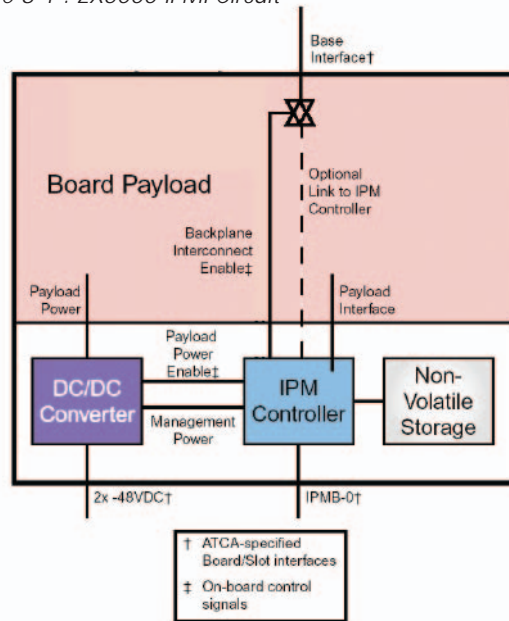 Base
Interface†
Board Payload
Optional
Link to IPM
Controller
Backplane
Interconnect
Enable‡
Payload
Power
Payload
Interface
Payload
Power
Enable‡
DC/DC
Converter
Management
Power
IPM
Controller
Non-
Volatile
Storage
2x -48VDC†
IPMB-0†
† ATCA-specified
Board/Slot interfaces
‡ On-board control
signals